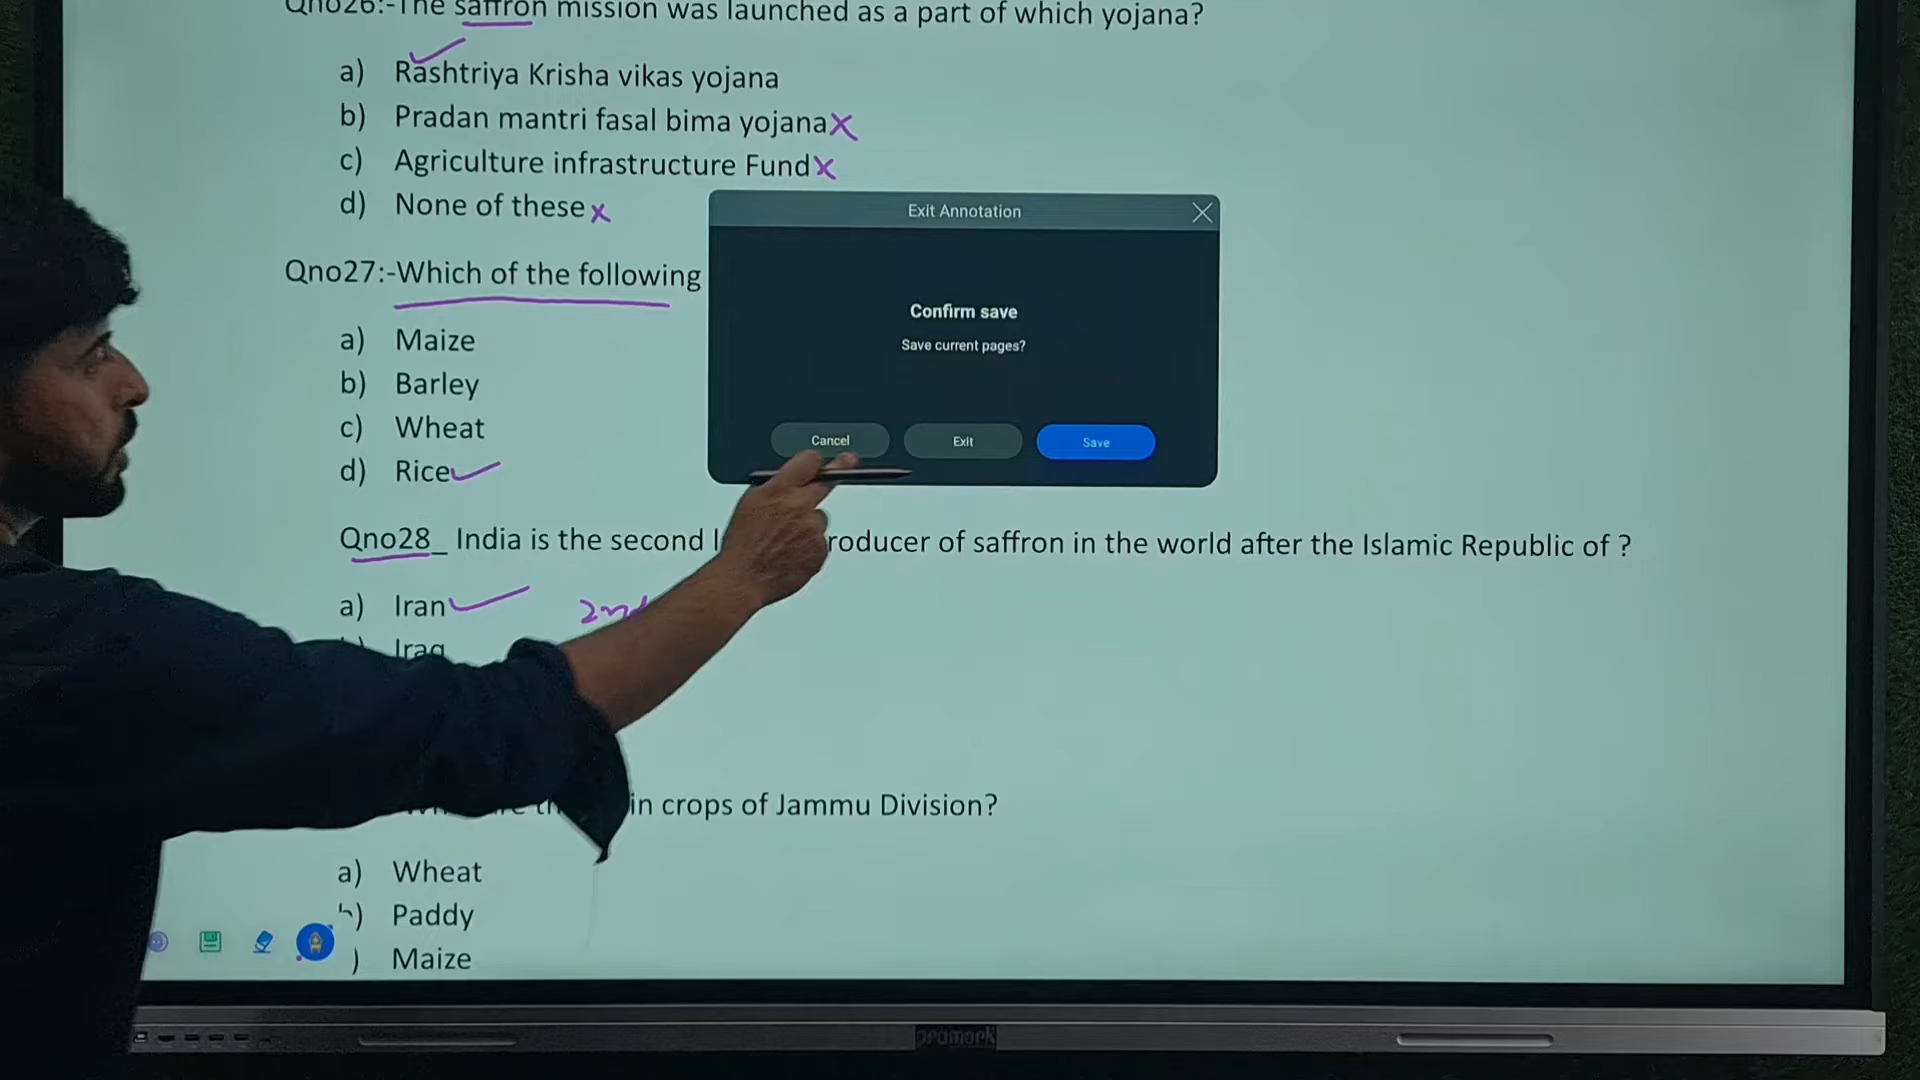 Qno26:-The saffron mission was launched as a part of which yojana?
a) Rashtriya Krisha vikas yojana
b) Pradan mantri fasal bima yojana x
c) Agriculture infrastructure Fund x
d) None of these x
Exit Annotation
Qno27:-Which of the following
Confirm save
Save current pages?
a) Maize
b) Barley
c) Wheat
d) Rice
Cancel Exit Save
Qno28_ India is the second roducer of saffron in the world after the Islamic Republic of ?
a) Iran 2nd
Iraq
in crops of Jammu Division?
a) Wheat
b) Paddy
) Maize
promark